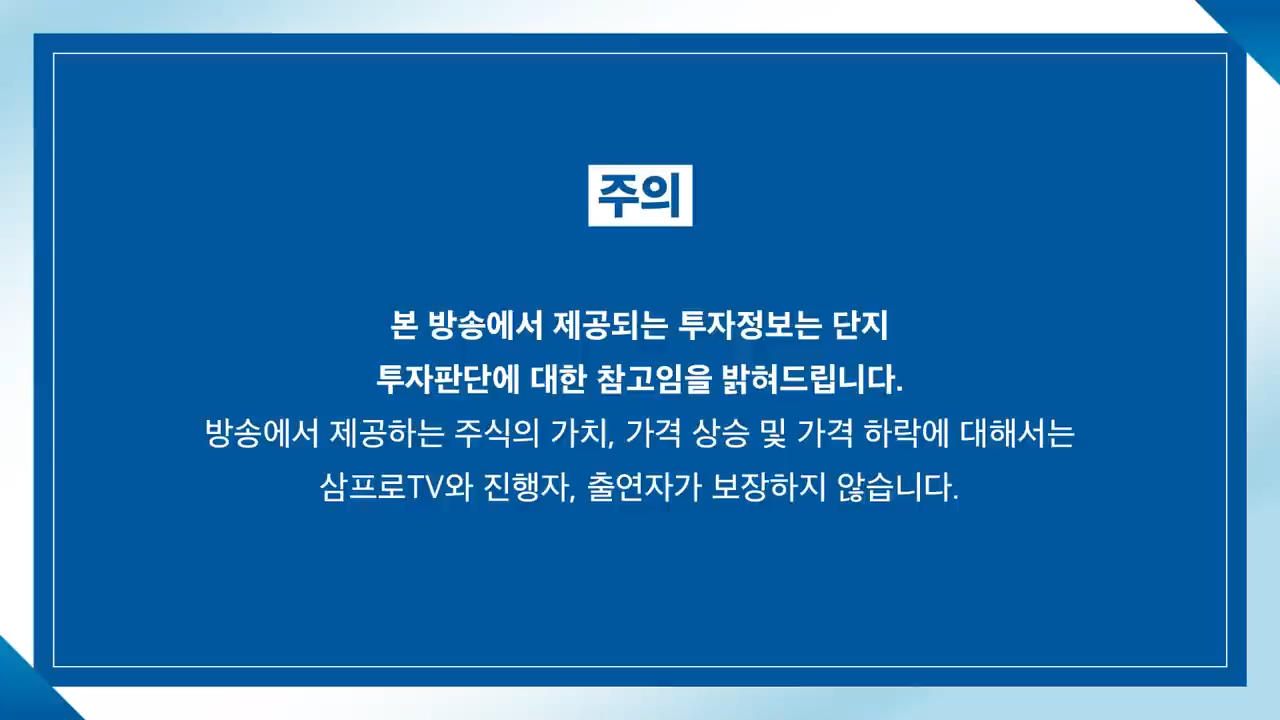 주의
본 방송에서 제공되는 투자정보는 단지
투자판단에 대한 참고임을 밝혀드립니다.
방송에서 제공하는 주식의 가치, 가격 상승 및 가격 하락에 대해서는
삼프로TV와 진행자, 출연자가 보장하지 않습니다.